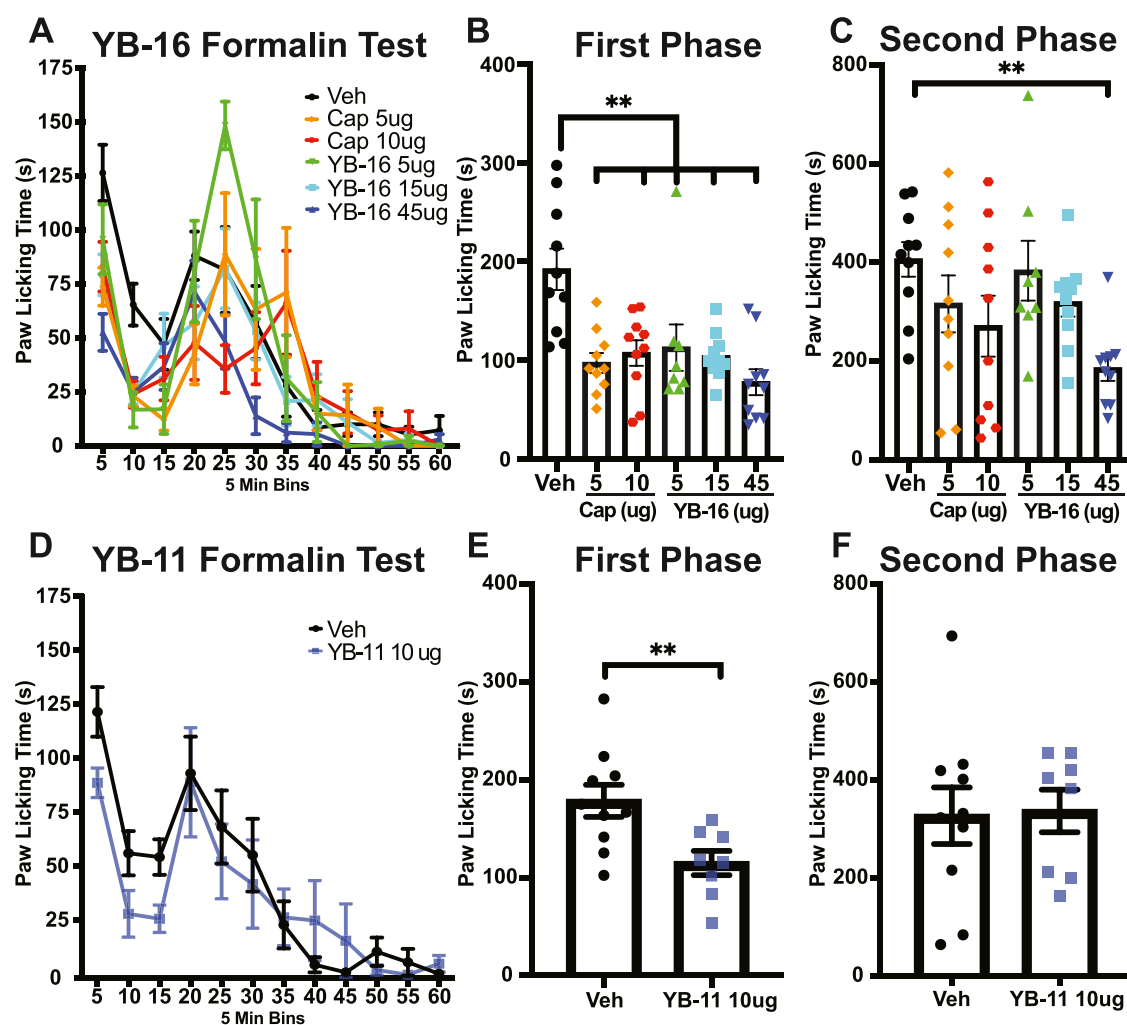 A YB-16 Formalin Test
175
150
125
100
75
50
25
0
Paw Licking Time (s)
Veh
Cap 5ug
Cap 10ug
YB-16 5ug
YB-16 15ug
YB-16 45ug
5 10 15 20 25 30 35 40 45 50 55 60
5 Min Bins
B First Phase
400
300
200
100
0
Paw Licking Time (s)
**
Veh 5 10 5 15 45
Cap (ug) YB-16 (ug)
C Second Phase
800
600
400
200
0
Paw Licking Time (s)
**
Veh 5 10 5 15 45
Cap (ug) YB-16 (ug)
D YB-11 Formalin Test
175
150
125
100
75
50
25
0
Paw Licking Time (s)
Veh
YB-11 10 ug
5 10 15 20 25 30 35 40 45 50 55 60
5 Min Bins
E First Phase
400
300
200
100
0
Paw Licking Time (s)
**
Veh YB-11 10ug
F Second Phase
800
600
400
200
0
Paw Licking Time (s)
Veh YB-11 10ug